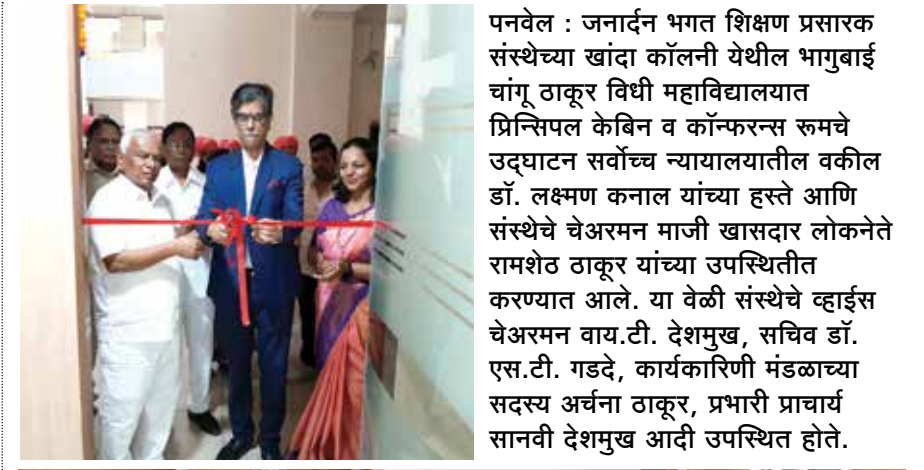 पनवेल : जनार्दन भगत शिक्षण प्रसारक
संस्थेच्या खांदा कॉलनी येथील भागुबाई
चांगू ठाकूर विधी महाविद्यालयात
प्रिन्सिपल केबिन व कॉन्फरन्स रूमचे
उद्‌घाटन सर्वोच्च न्यायालयातील वकील
डॉ. लक्ष्मण कनाल यांच्या हस्ते आणि
संस्थेचे चेअरमन माजी खासदार लोकनेते
रामशेठ ठाकूर यांच्या उपस्थितीत
करण्यात आले. या वेळी संस्थेचे व्हाईस
चेअरमन वाय.टी. देशमुख, सचिव डॉ.
एस.टी. गडदे, कार्यकारिणी मंडळाच्या
सदस्य अर्चना ठाकूर, प्रभारी प्राचार्य
सानवी देशमुख आदी उपस्थित होते.